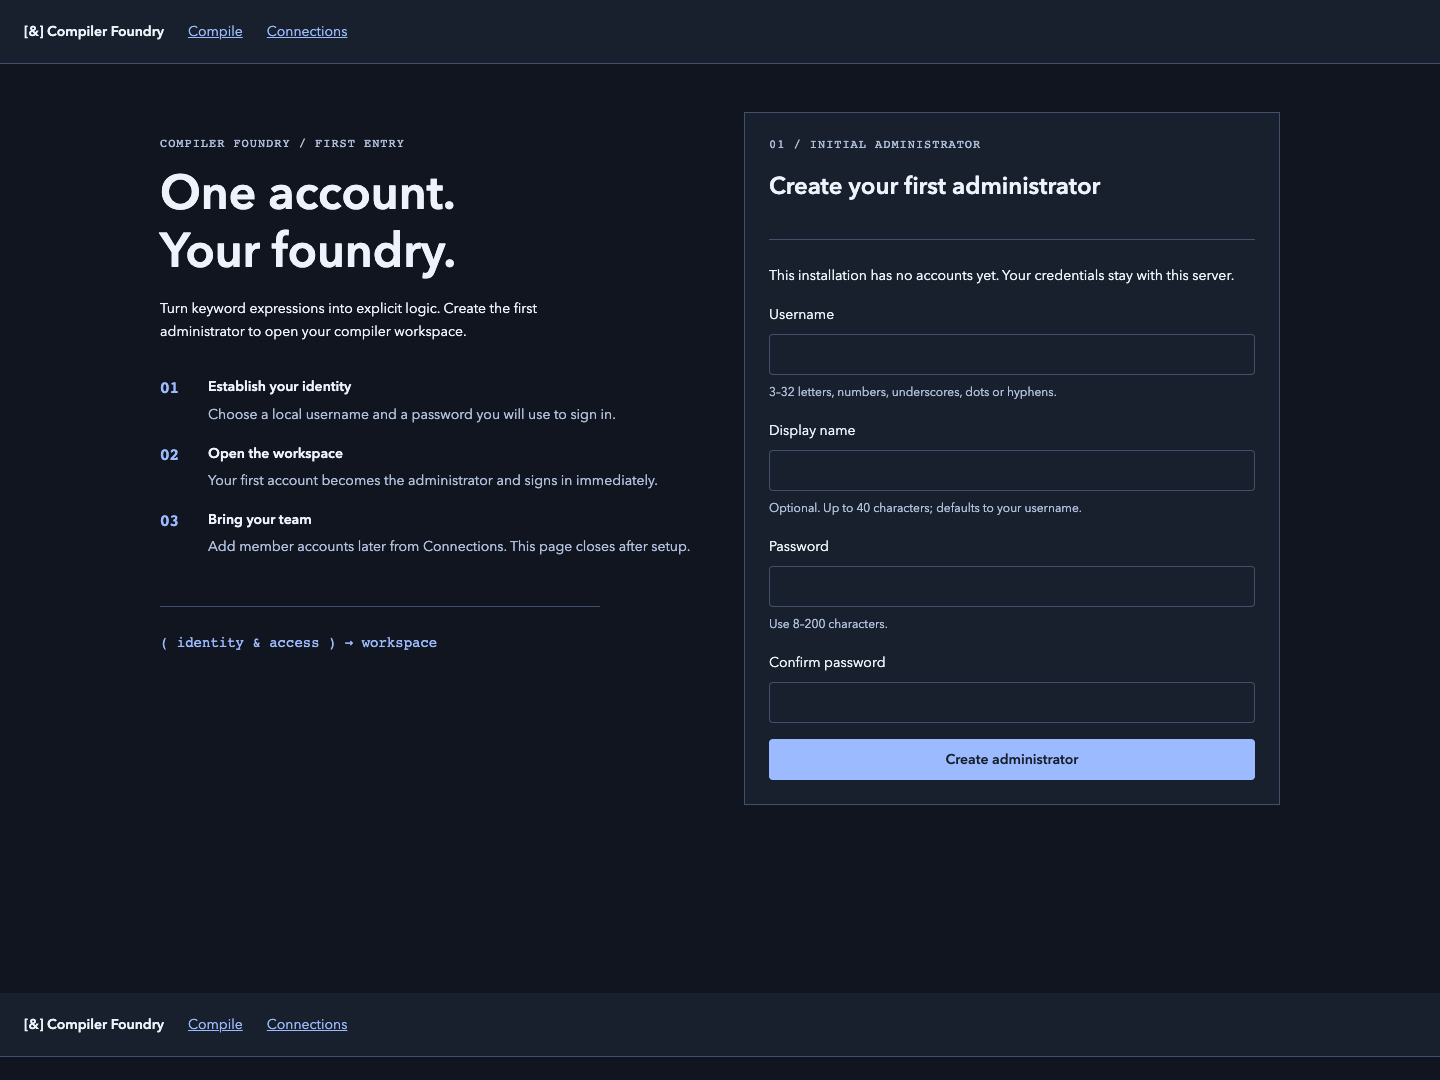 [&] Compiler Foundry Compile Connections
COMPILER FOUNDRY / FIRST ENTRY
One account.
Your foundry.
Turn keyword expressions into explicit logic. Create the first
administrator to open your compiler workspace.
01 Establish your identity
Choose a local username and a password you will use to sign in.
02 Open the workspace
Your first account becomes the administrator and signs in immediately.
03 Bring your team
Add member accounts later from Connections. This page closes after setup.
( identity & access ) → workspace
01 / INITIAL ADMINISTRATOR
Create your first administrator
This installation has no accounts yet. Your credentials stay with this server.
Username
3–32 letters, numbers, underscores, dots or hyphens.
Display name
Optional. Up to 40 characters; defaults to your username.
Password
Use 8–200 characters.
Confirm password
Create administrator
[&] Compiler Foundry Compile Connections